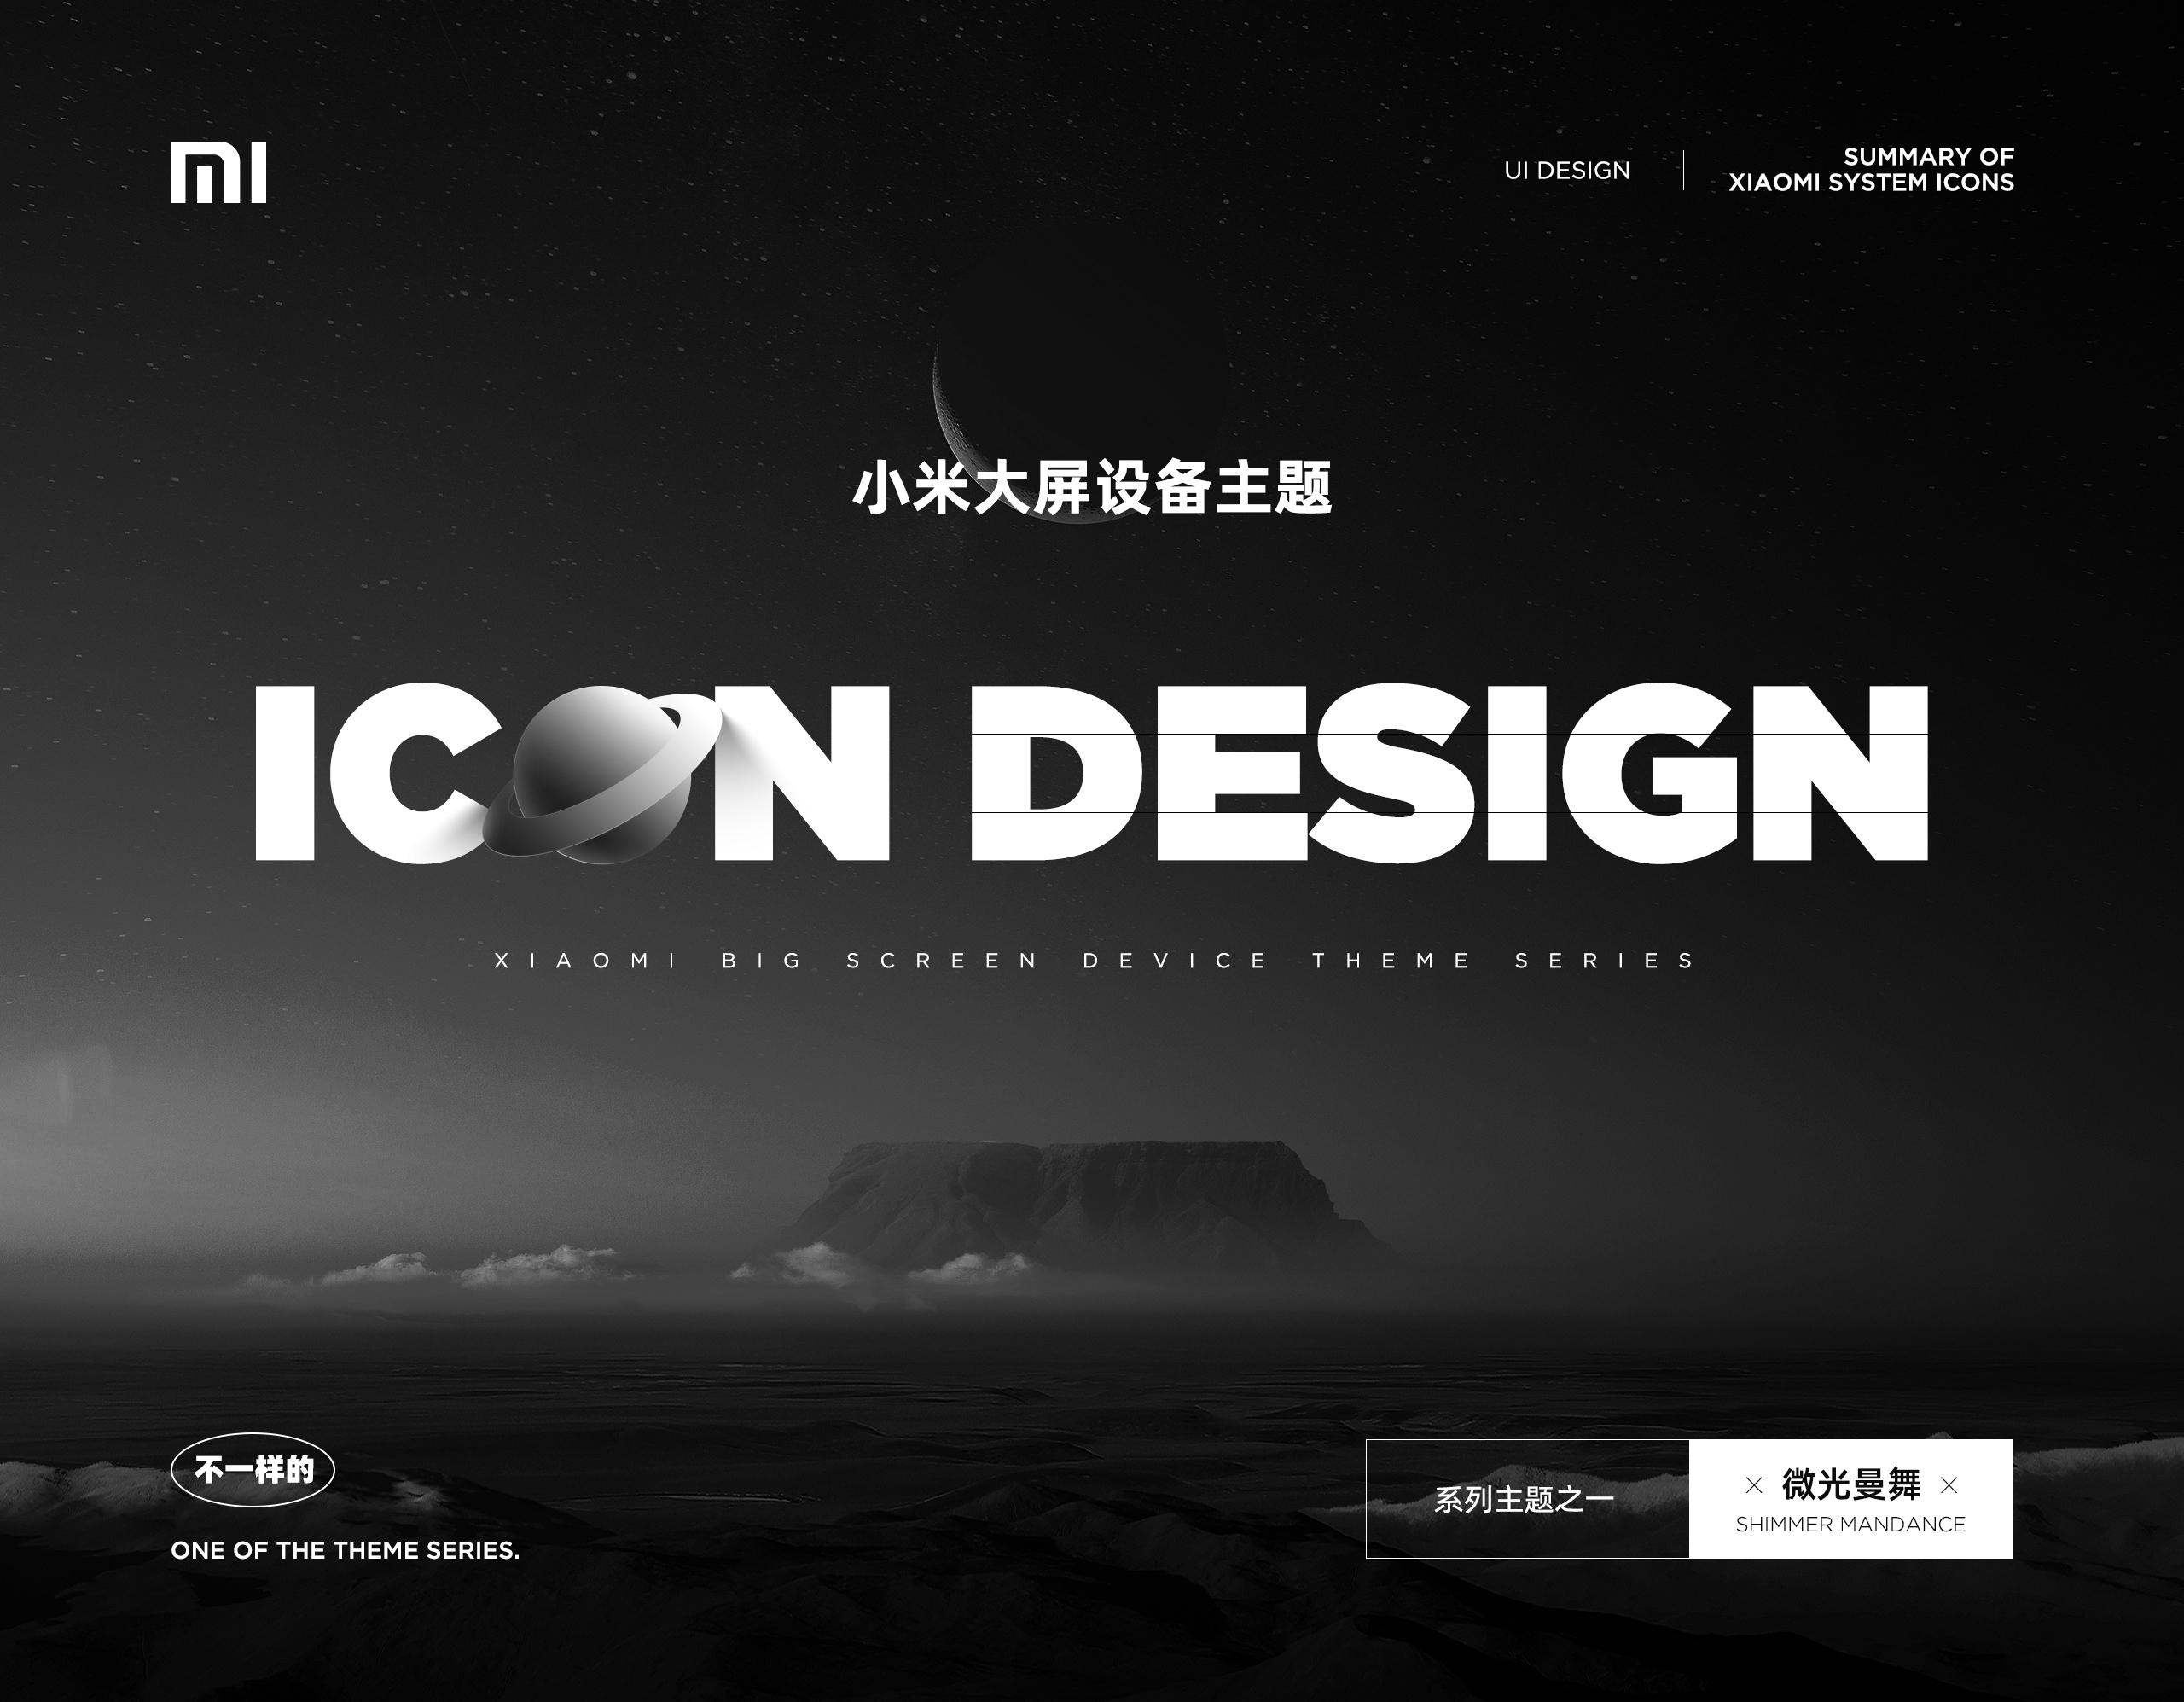 MI
UI DESIGN
SUMMARY OF
XIAOMI SYSTEM ICONS
小米大屏设备主题
ICON DESIGN
XIAOMI BIG SCREEN DEVICE THEME SERIES
不一样的
ONE OF THE THEME SERIES.
系列主题之一
× 微光曼舞 ×
SHIMMER MANDANCE